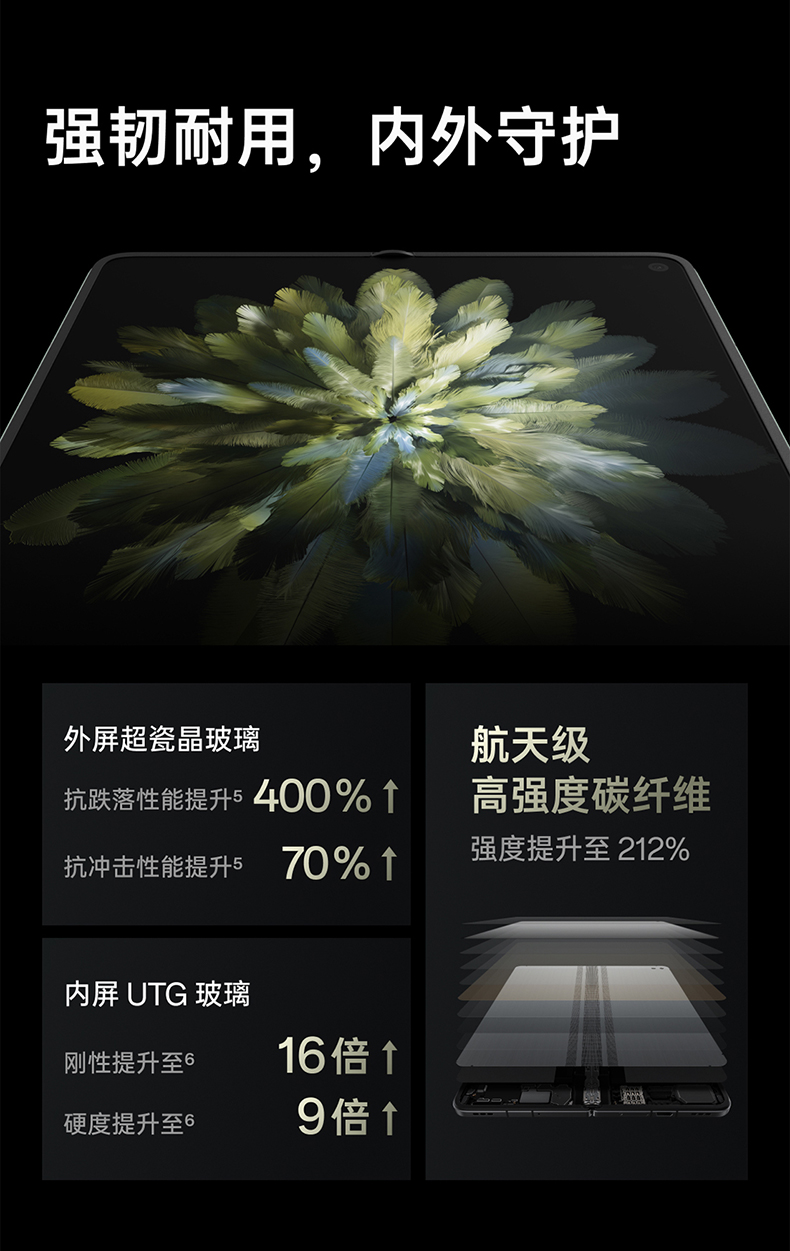 强韧耐用，内外守护
外屏超瓷晶玻璃
抗跌落性能提升5 400%↑
抗冲击性能提升5 70%↑
内屏 UTG 玻璃
刚性提升至6 16倍↑
硬度提升至6 9倍↑
航天级
高强度碳纤维
强度提升至 212%